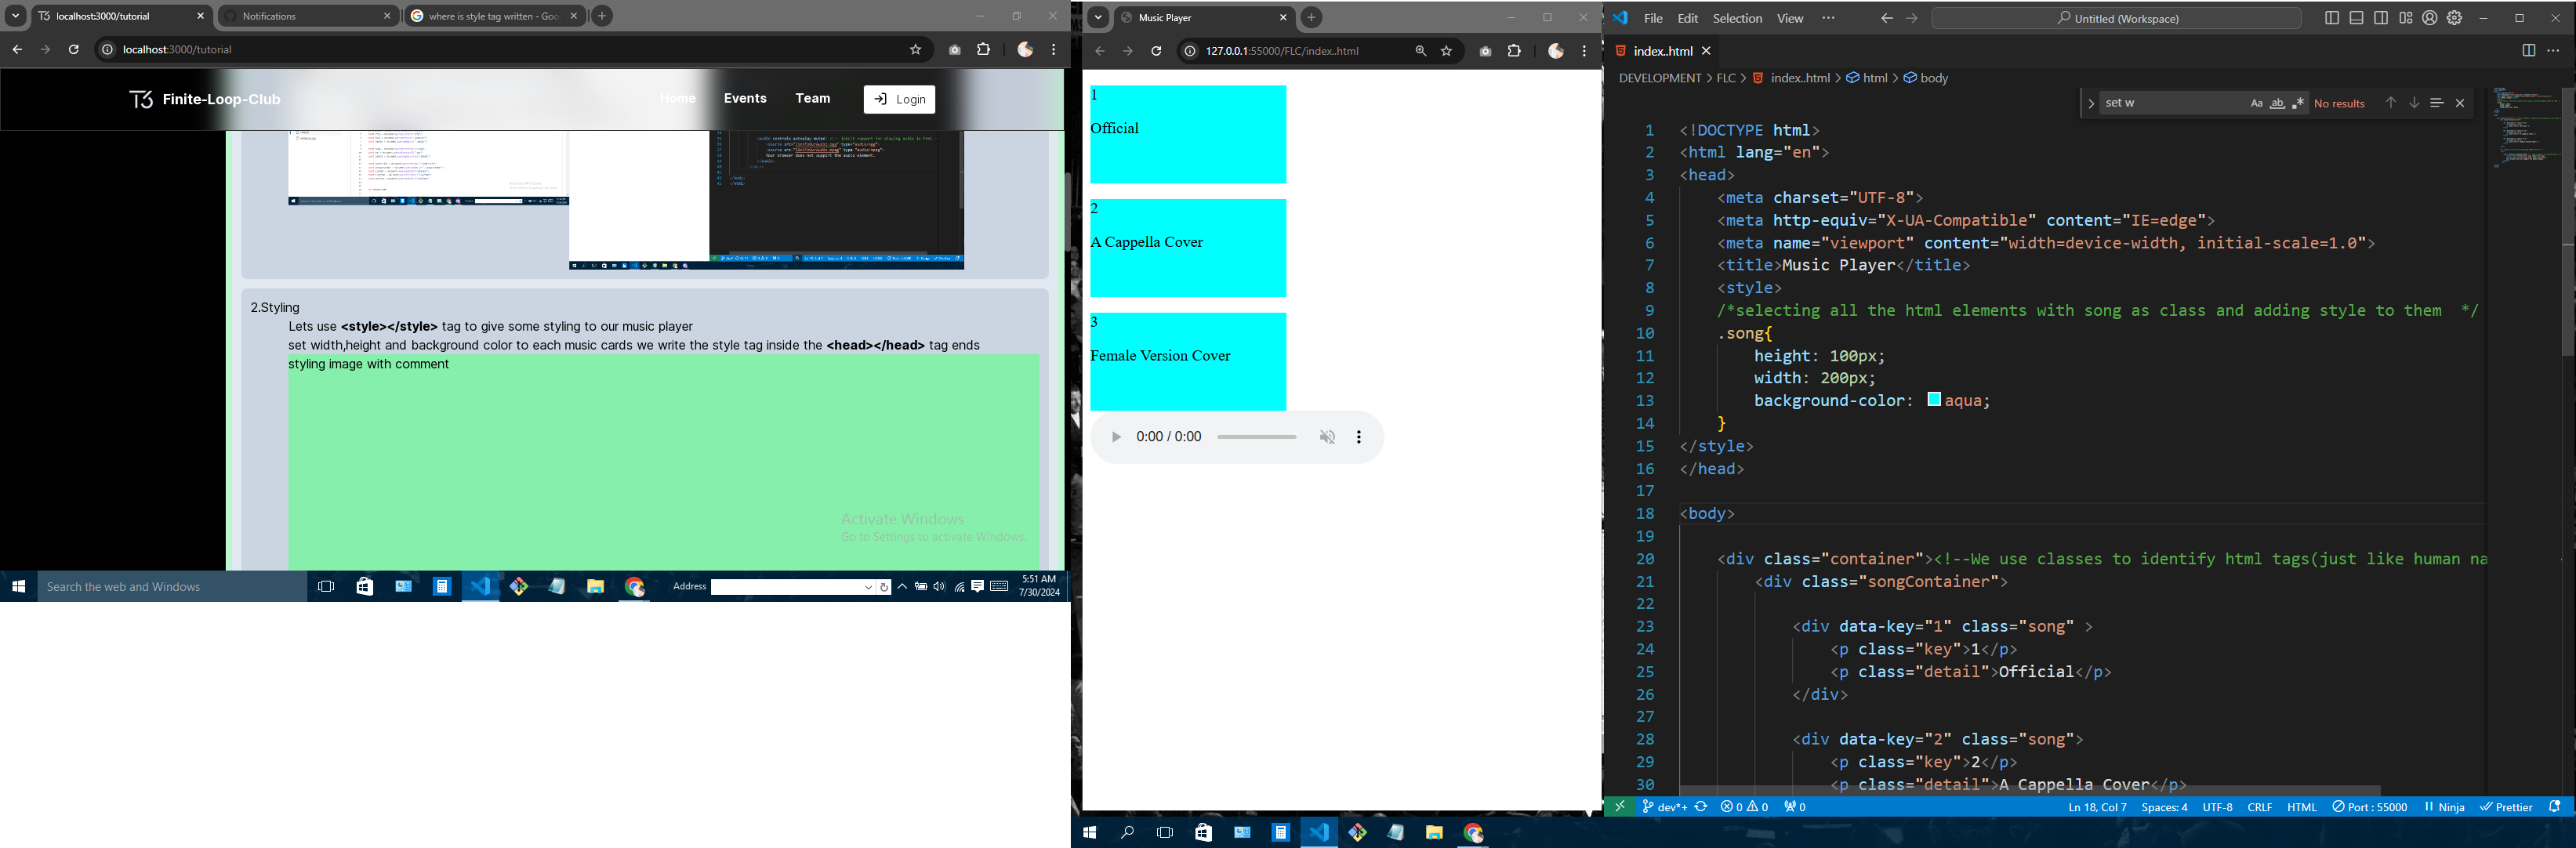 localhost:3000/tutorial
Notifications
where is style tag written - Goo
localhost:3000/tutorial
Finite-Loop-Club
Home
Events
Team
Login
<audio controls autoplay muted>
Your browser does not support the audio element.
2.Styling
Lets use <style></style> tag to give some styling to our music player
set width,height and background color to each music cards we write the style tag inside the <head></head> tag ends
styling image with comment
Activate Windows
Go to Settings to activate Windows.
Search the web and Windows
Address
5:51 AM
7/30/2024
Music Player
127.0.0.1:55000/FLC/index..html
1
Official
2
A Cappella Cover
3
Female Version Cover
0:00 / 0:00
File Edit Selection View ···
Untitled (Workspace)
index..html
DEVELOPMENT > FLC > index..html > html > body
set w
Aa ab .*
No results
1 <!DOCTYPE html>
2 <html lang="en">
3 <head>
4 <meta charset="UTF-8">
5 <meta http-equiv="X-UA-Compatible" content="IE=edge">
6 <meta name="viewport" content="width=device-width, initial-scale=1.0">
7 <title>Music Player</title>
8 <style>
9 /*selecting all the html elements with song as class and adding style to them */
10 .song{
11 height: 100px;
12 width: 200px;
13 background-color: aqua;
14 }
15 </style>
16 </head>
17
18 <body>
19
20 <div class="container"><!--We use classes to identify html tags(just like human na
21 <div class="songContainer">
22
23 <div data-key="1" class="song" >
24 <p class="key">1</p>
25 <p class="detail">Official</p>
26 </div>
27
28 <div data-key="2" class="song">
29 <p class="key">2</p>
30 <p class="detail">A Cappella Cover</p>
dev*+
0 0
0
Ln 18, Col 7
Spaces: 4
UTF-8
CRLF
HTML
Port : 55000
Ninja
Prettier